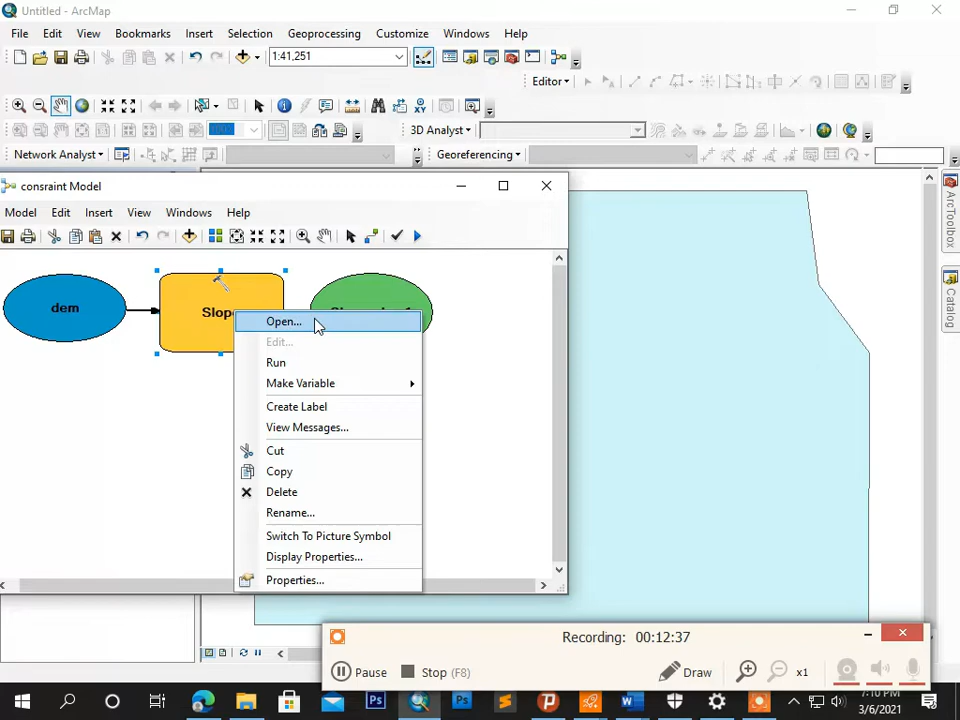 Untitled - ArcMap
File Edit View Bookmarks Insert Selection Geoprocessing Customize Windows Help
1:41,251
Editor
3D Analyst
Network Analyst
Georeferencing
consraint Model
Model Edit Insert View Windows Help
dem
Slope
Open...
Edit...
Run
Make Variable
Create Label
View Messages...
Cut
Copy
Delete
Rename...
Switch To Picture Symbol
Display Properties...
Properties...
ArcToolbox
Catalog
Recording: 00:12:37
Pause
Stop (F8)
Draw
x1
7:10 PM
3/6/2021